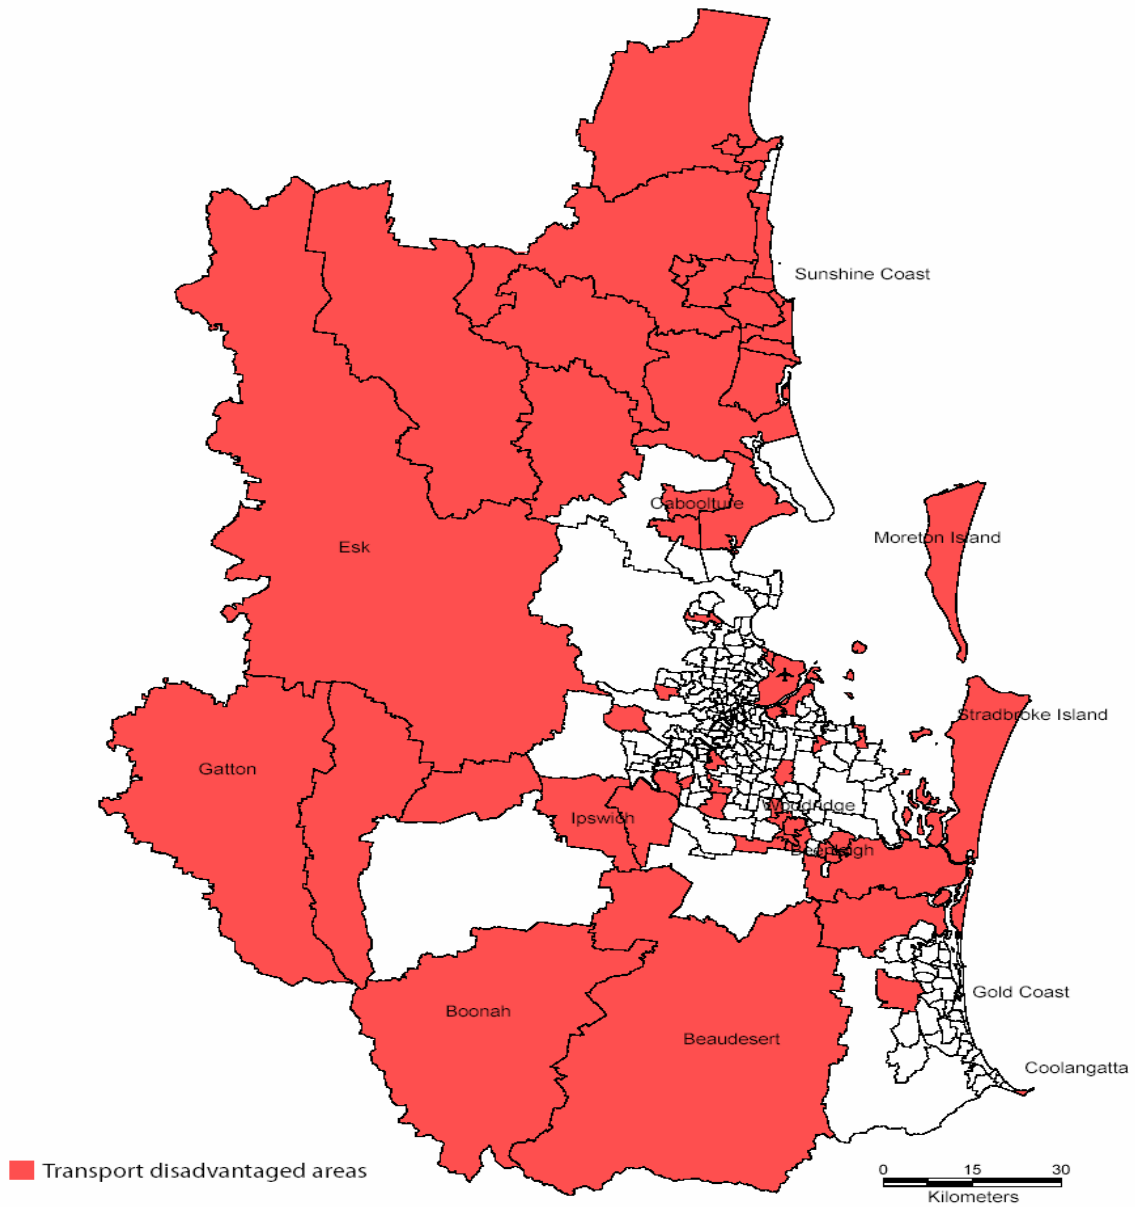 Sunshine Coast
Caboolture
Moreton Island
Esk
Stradbroke Island
Gatton
Woodridge
Ipswich
Beenleigh
Gold Coast
Boonah
Beaudesert
Coolangatta
Transport disadvantaged areas
0 15 30
Kilometers